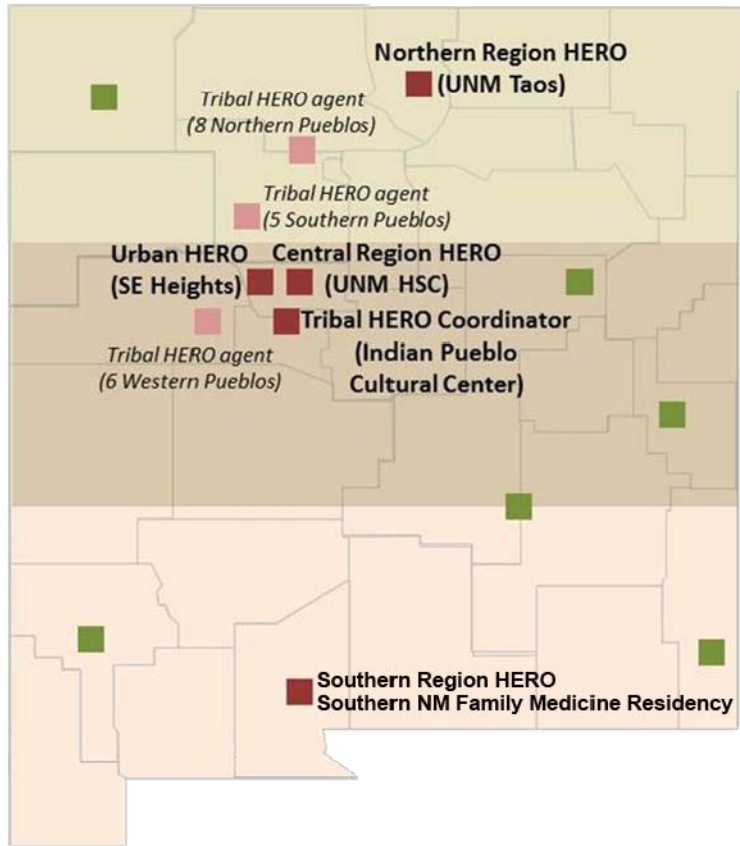 Northern Region HERO
(UNM Taos)
Tribal HERO agent
(8 Northern Pueblos)
Tribal HERO agent
(5 Southern Pueblos)
Urban HERO
(SE Heights)
Central Region HERO
(UNM HSC)
Tribal HERO agent
(6 Western Pueblos)
Tribal HERO Coordinator
(Indian Pueblo
Cultural Center)
Southern Region HERO
Southern NM Family Medicine Residency